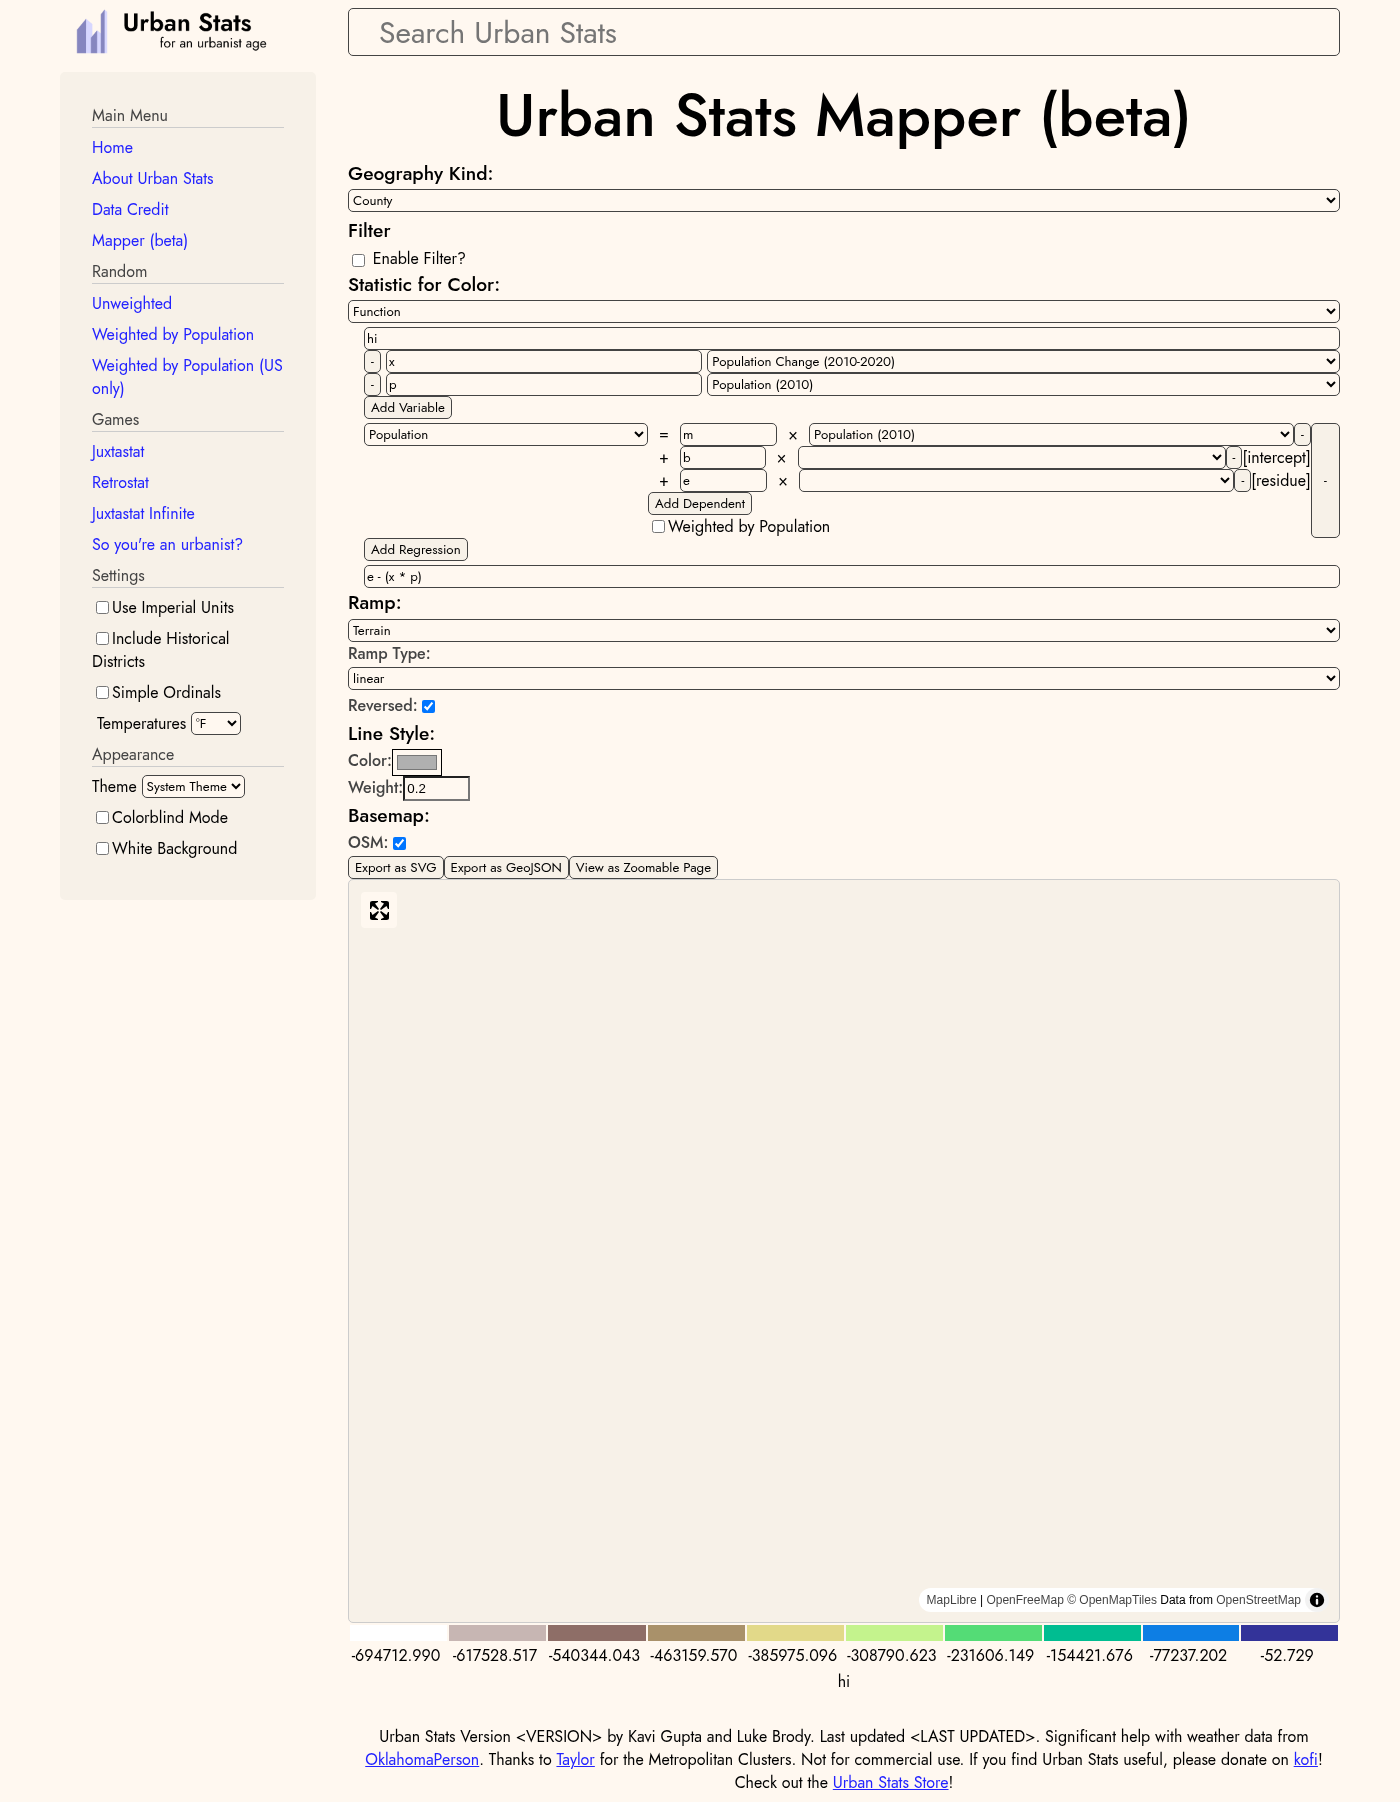 Urban Stats
for an urbanist age
Search Urban Stats
Main Menu
Home
About Urban Stats
Data Credit
Mapper (beta)
Random
Unweighted
Weighted by Population
Weighted by Population (US
only)
Games
Juxtastat
Retrostat
Juxtastat Infinite
So you're an urbanist?
Settings
Use Imperial Units
Include Historical
Districts
Simple Ordinals
Temperatures °F
Appearance
Theme System Theme
Colorblind Mode
White Background
Urban Stats Mapper (beta)
Geography Kind:
County
Filter
Enable Filter?
Statistic for Color:
Function
hi
- x Population Change (2010-2020)
- p Population (2010)
Add Variable
Population = m × Population (2010) -
+ b × - [intercept]
+ e × - [residue] -
Add Dependent
Weighted by Population
Add Regression
e - (x * p)
Ramp:
Terrain
Ramp Type:
linear
Reversed:
Line Style:
Color:
Weight: 0.2
Basemap:
OSM:
Export as SVG Export as GeoJSON View as Zoomable Page
MapLibre | OpenFreeMap © OpenMapTiles Data from OpenStreetMap
-694712.990 -617528.517 -540344.043 -463159.570 -385975.096 -308790.623 -231606.149 -154421.676 -77237.202 -52.729
hi
Urban Stats Version <VERSION> by Kavi Gupta and Luke Brody. Last updated <LAST UPDATED>. Significant help with weather data from
OklahomaPerson. Thanks to Taylor for the Metropolitan Clusters. Not for commercial use. If you find Urban Stats useful, please donate on kofi!
Check out the Urban Stats Store!